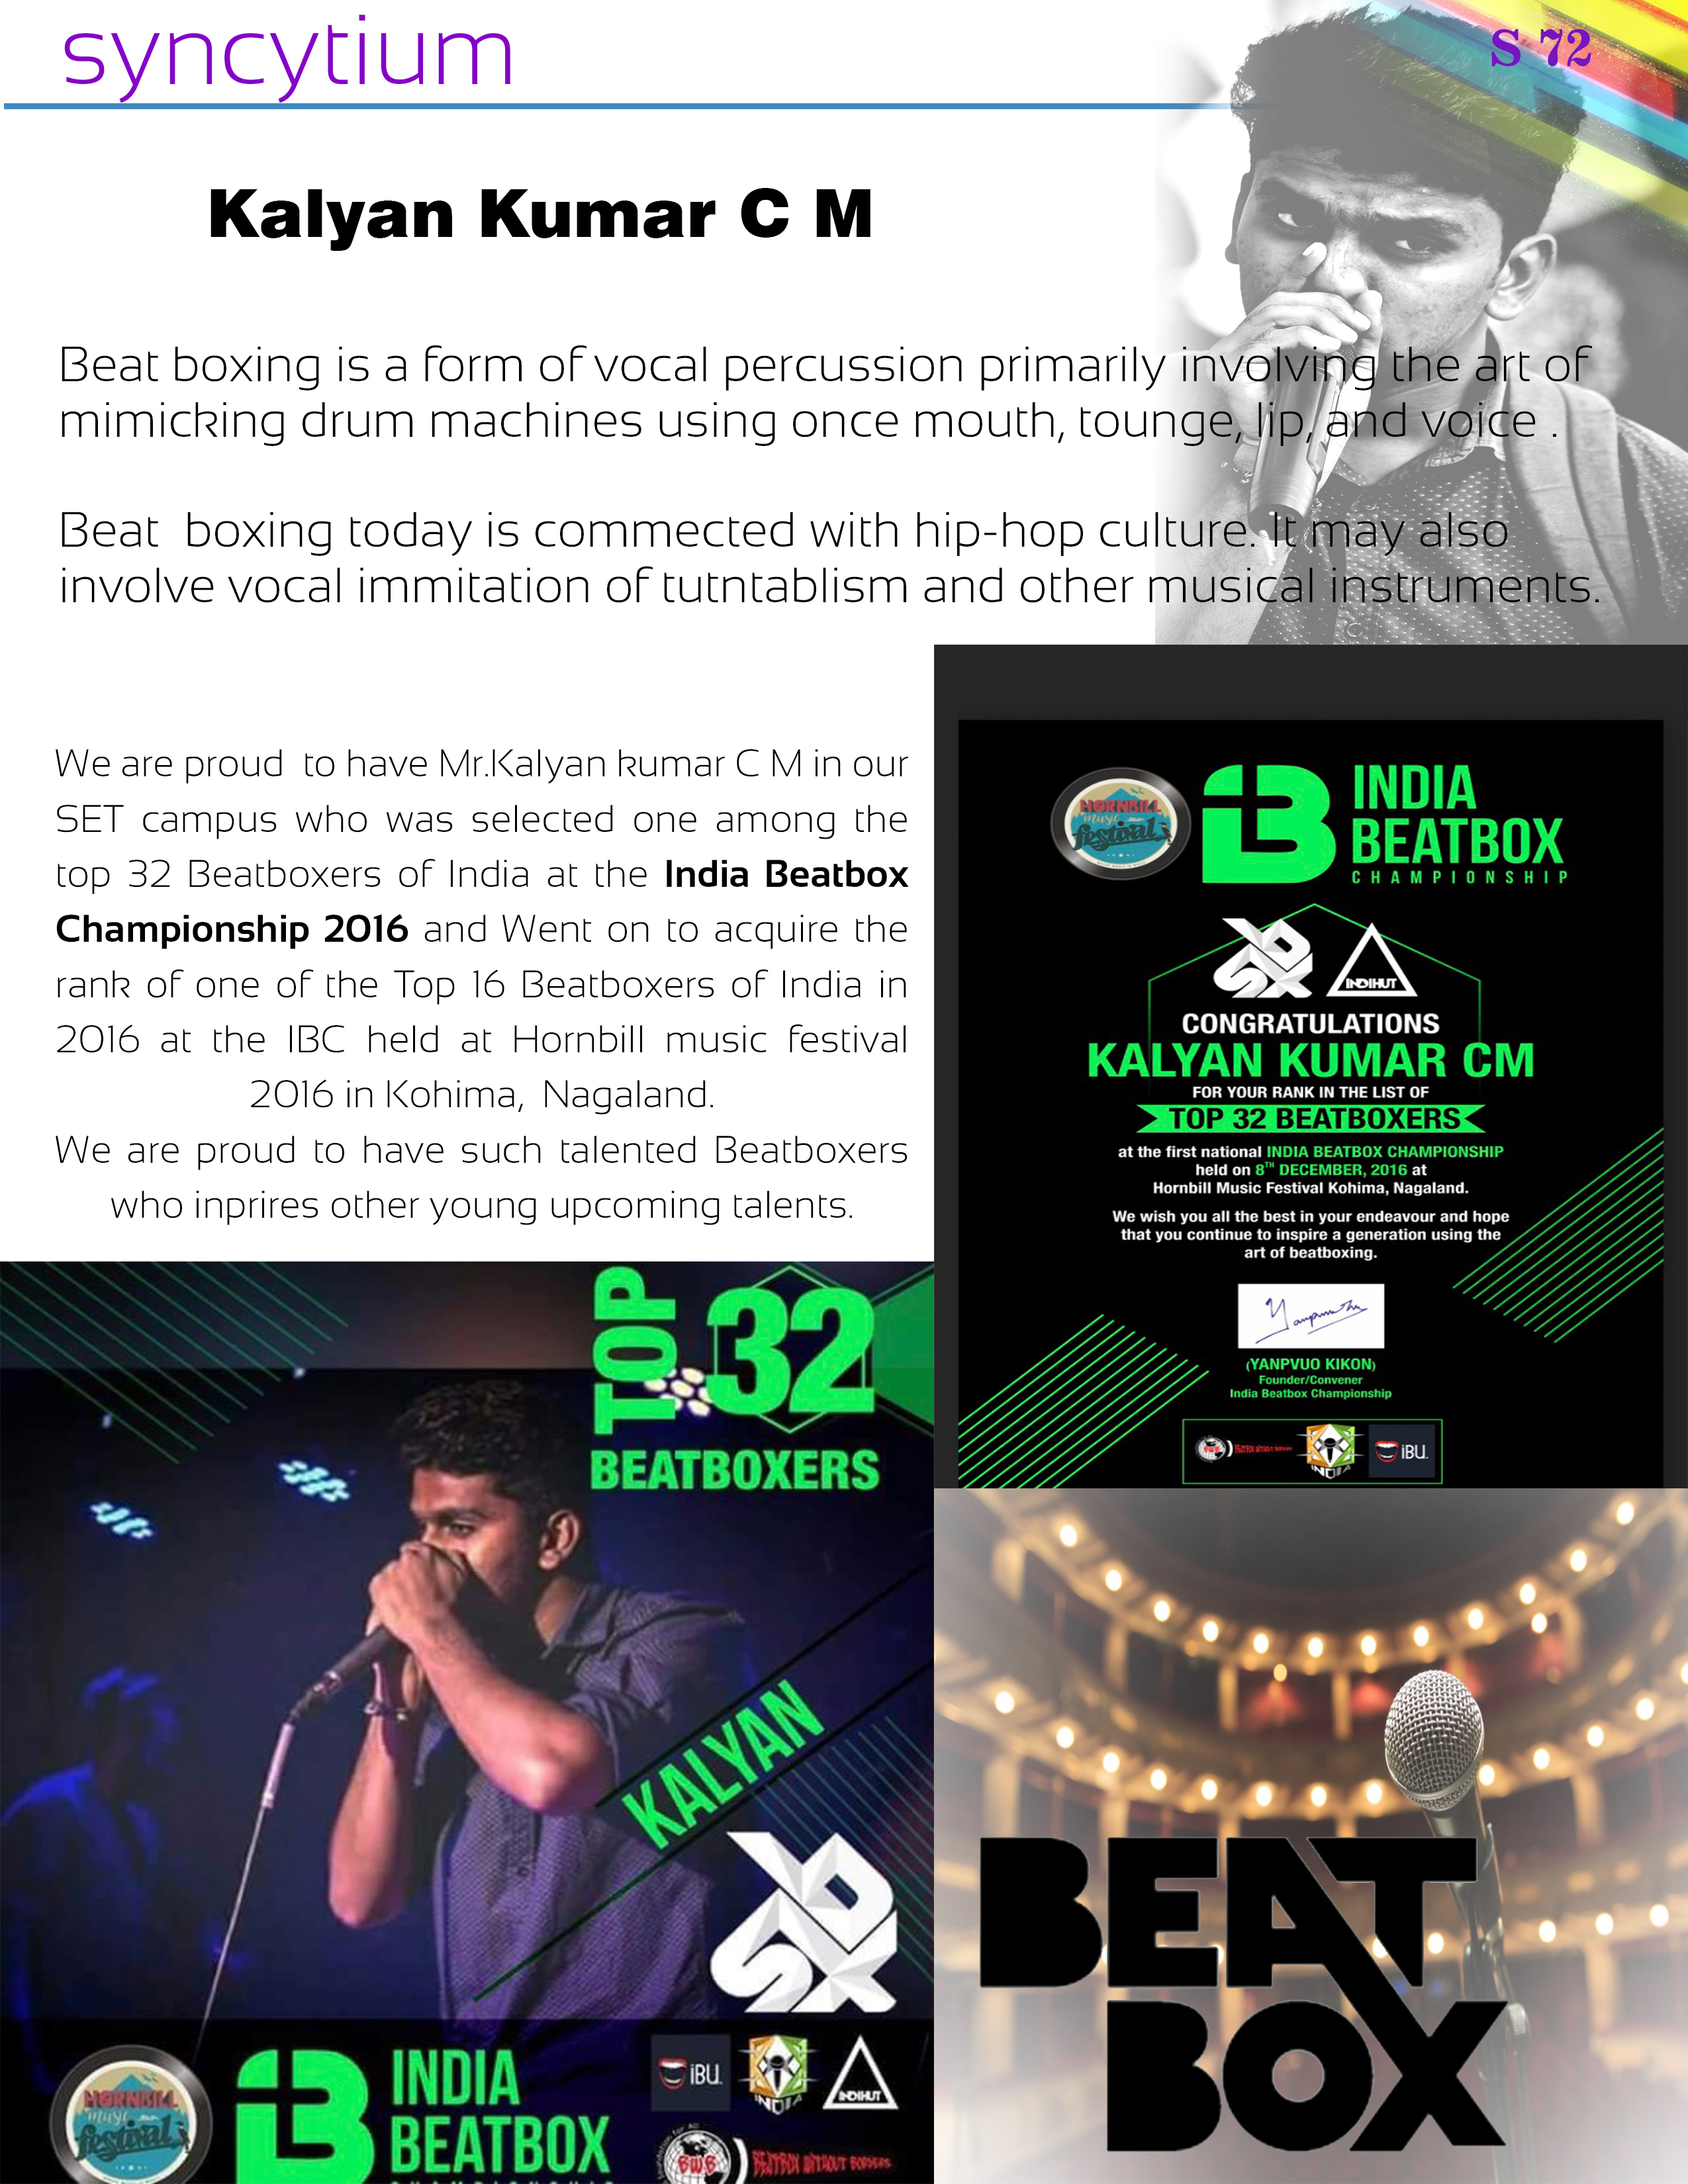 syncytium
S 72
Kalyan Kumar C M
Beat boxing is a form of vocal percussion primarily involving the art of
mimicking drum machines using once mouth, tounge, lip, and voice .
Beat boxing today is commected with hip-hop culture. It may also
involve vocal immitation of tutntablism and other musical instruments.
We are proud to have Mr.Kalyan kumar C M in our
SET campus who was selected one among the
top 32 Beatboxers of India at the India Beatbox
Championship 2016 and Went on to acquire the
rank of one of the Top 16 Beatboxers of India in
2016 at the IBC held at Hornbill music festival
2016 in Kohima, Nagaland.
We are proud to have such talented Beatboxers
who inprires other young upcoming talents.
HORNBILL
music
festival
INDIA
BEATBOX
CHAMPIONSHIP
INDIHUT
CONGRATULATIONS
KALYAN KUMAR CM
FOR YOUR RANK IN THE LIST OF
TOP 32 BEATBOXERS
at the first national INDIA BEATBOX CHAMPIONSHIP
held on 8TH DECEMBER, 2016 at
Hornbill Music Festival Kohima, Nagaland.
We wish you all the best in your endeavour and hope
that you continue to inspire a generation using the
art of beatboxing.
(YANPVUO KIKON)
Founder/Convener
India Beatbox Championship
BEATBOX WITHOUT BORDERS
INDIA
iBU.
TOP 32
BEATBOXERS
KALYAN
HORNBILL
music
festival
INDIA
BEATBOX
iBU.
INDIA
INDIHUT
BWB
BEATBOX WITHOUT BORDERS
BEAT
BOX